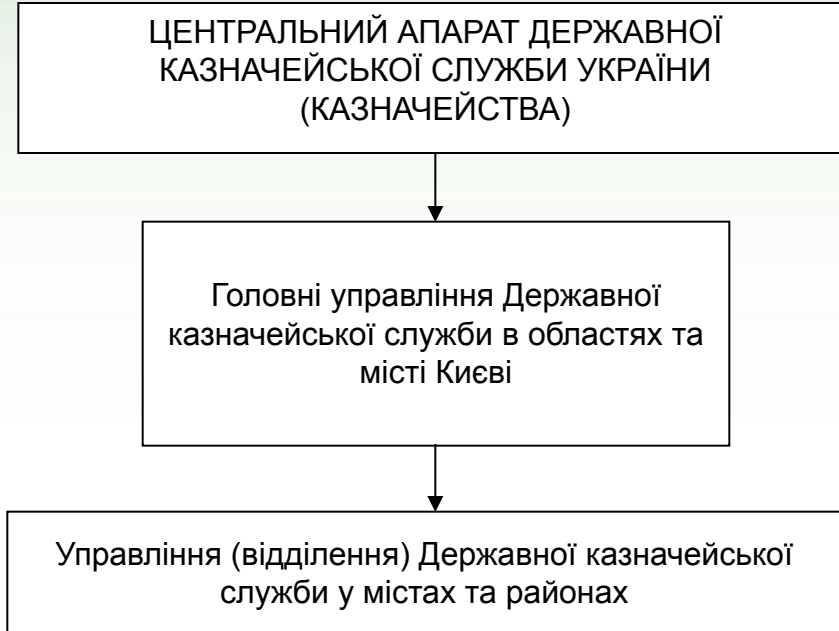 ЦЕНТРАЛЬНИЙ АПАРАТ ДЕРЖАВНОЇ
КАЗНАЧЕЙСЬКОЇ СЛУЖБИ УКРАЇНИ
(КАЗНАЧЕЙСТВА)
Головні управління Державної
казначейської служби в областях та
місті Києві
Управління (відділення) Державної казначейської
служби у містах та районах